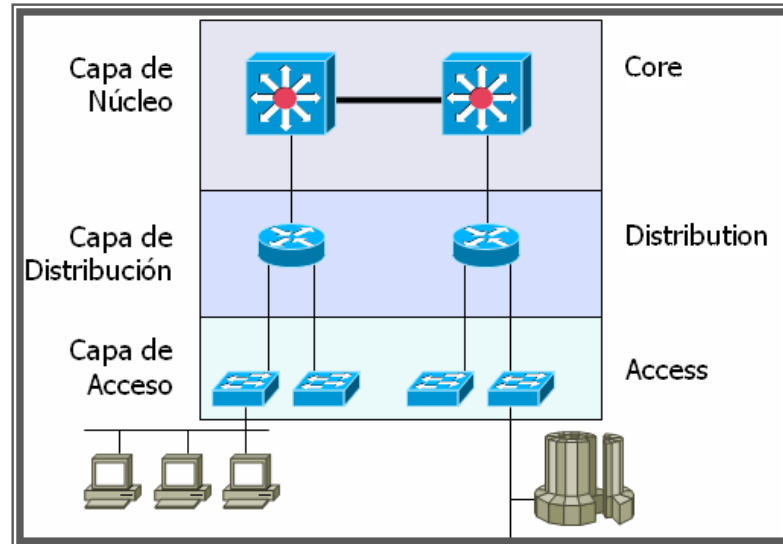 Capa de
Núcleo
Core
Capa de
Distribución
Distribution
Capa de
Acceso
Access